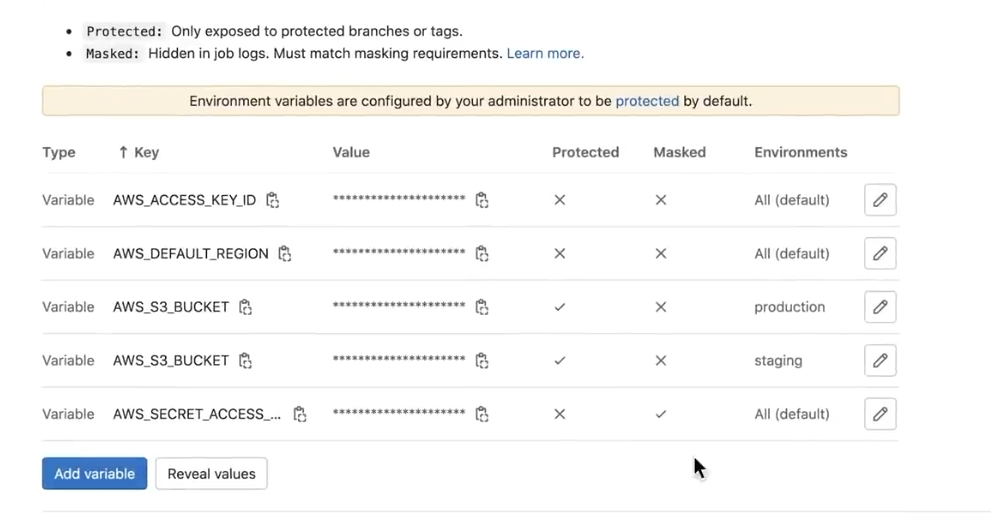 • Protected: Only exposed to protected branches or tags.
• Masked: Hidden in job logs. Must match masking requirements. Learn more.
Environment variables are configured by your administrator to be protected by default.
Type ↑ Key Value Protected Masked Environments
Variable AWS_ACCESS_KEY_ID ********************* × × All (default)
Variable AWS_DEFAULT_REGION ********************* × × All (default)
Variable AWS_S3_BUCKET ********************* ✓ × production
Variable AWS_S3_BUCKET ********************* ✓ × staging
Variable AWS_SECRET_ACCESS_... ********************* × ✓ All (default)
Add variable Reveal values